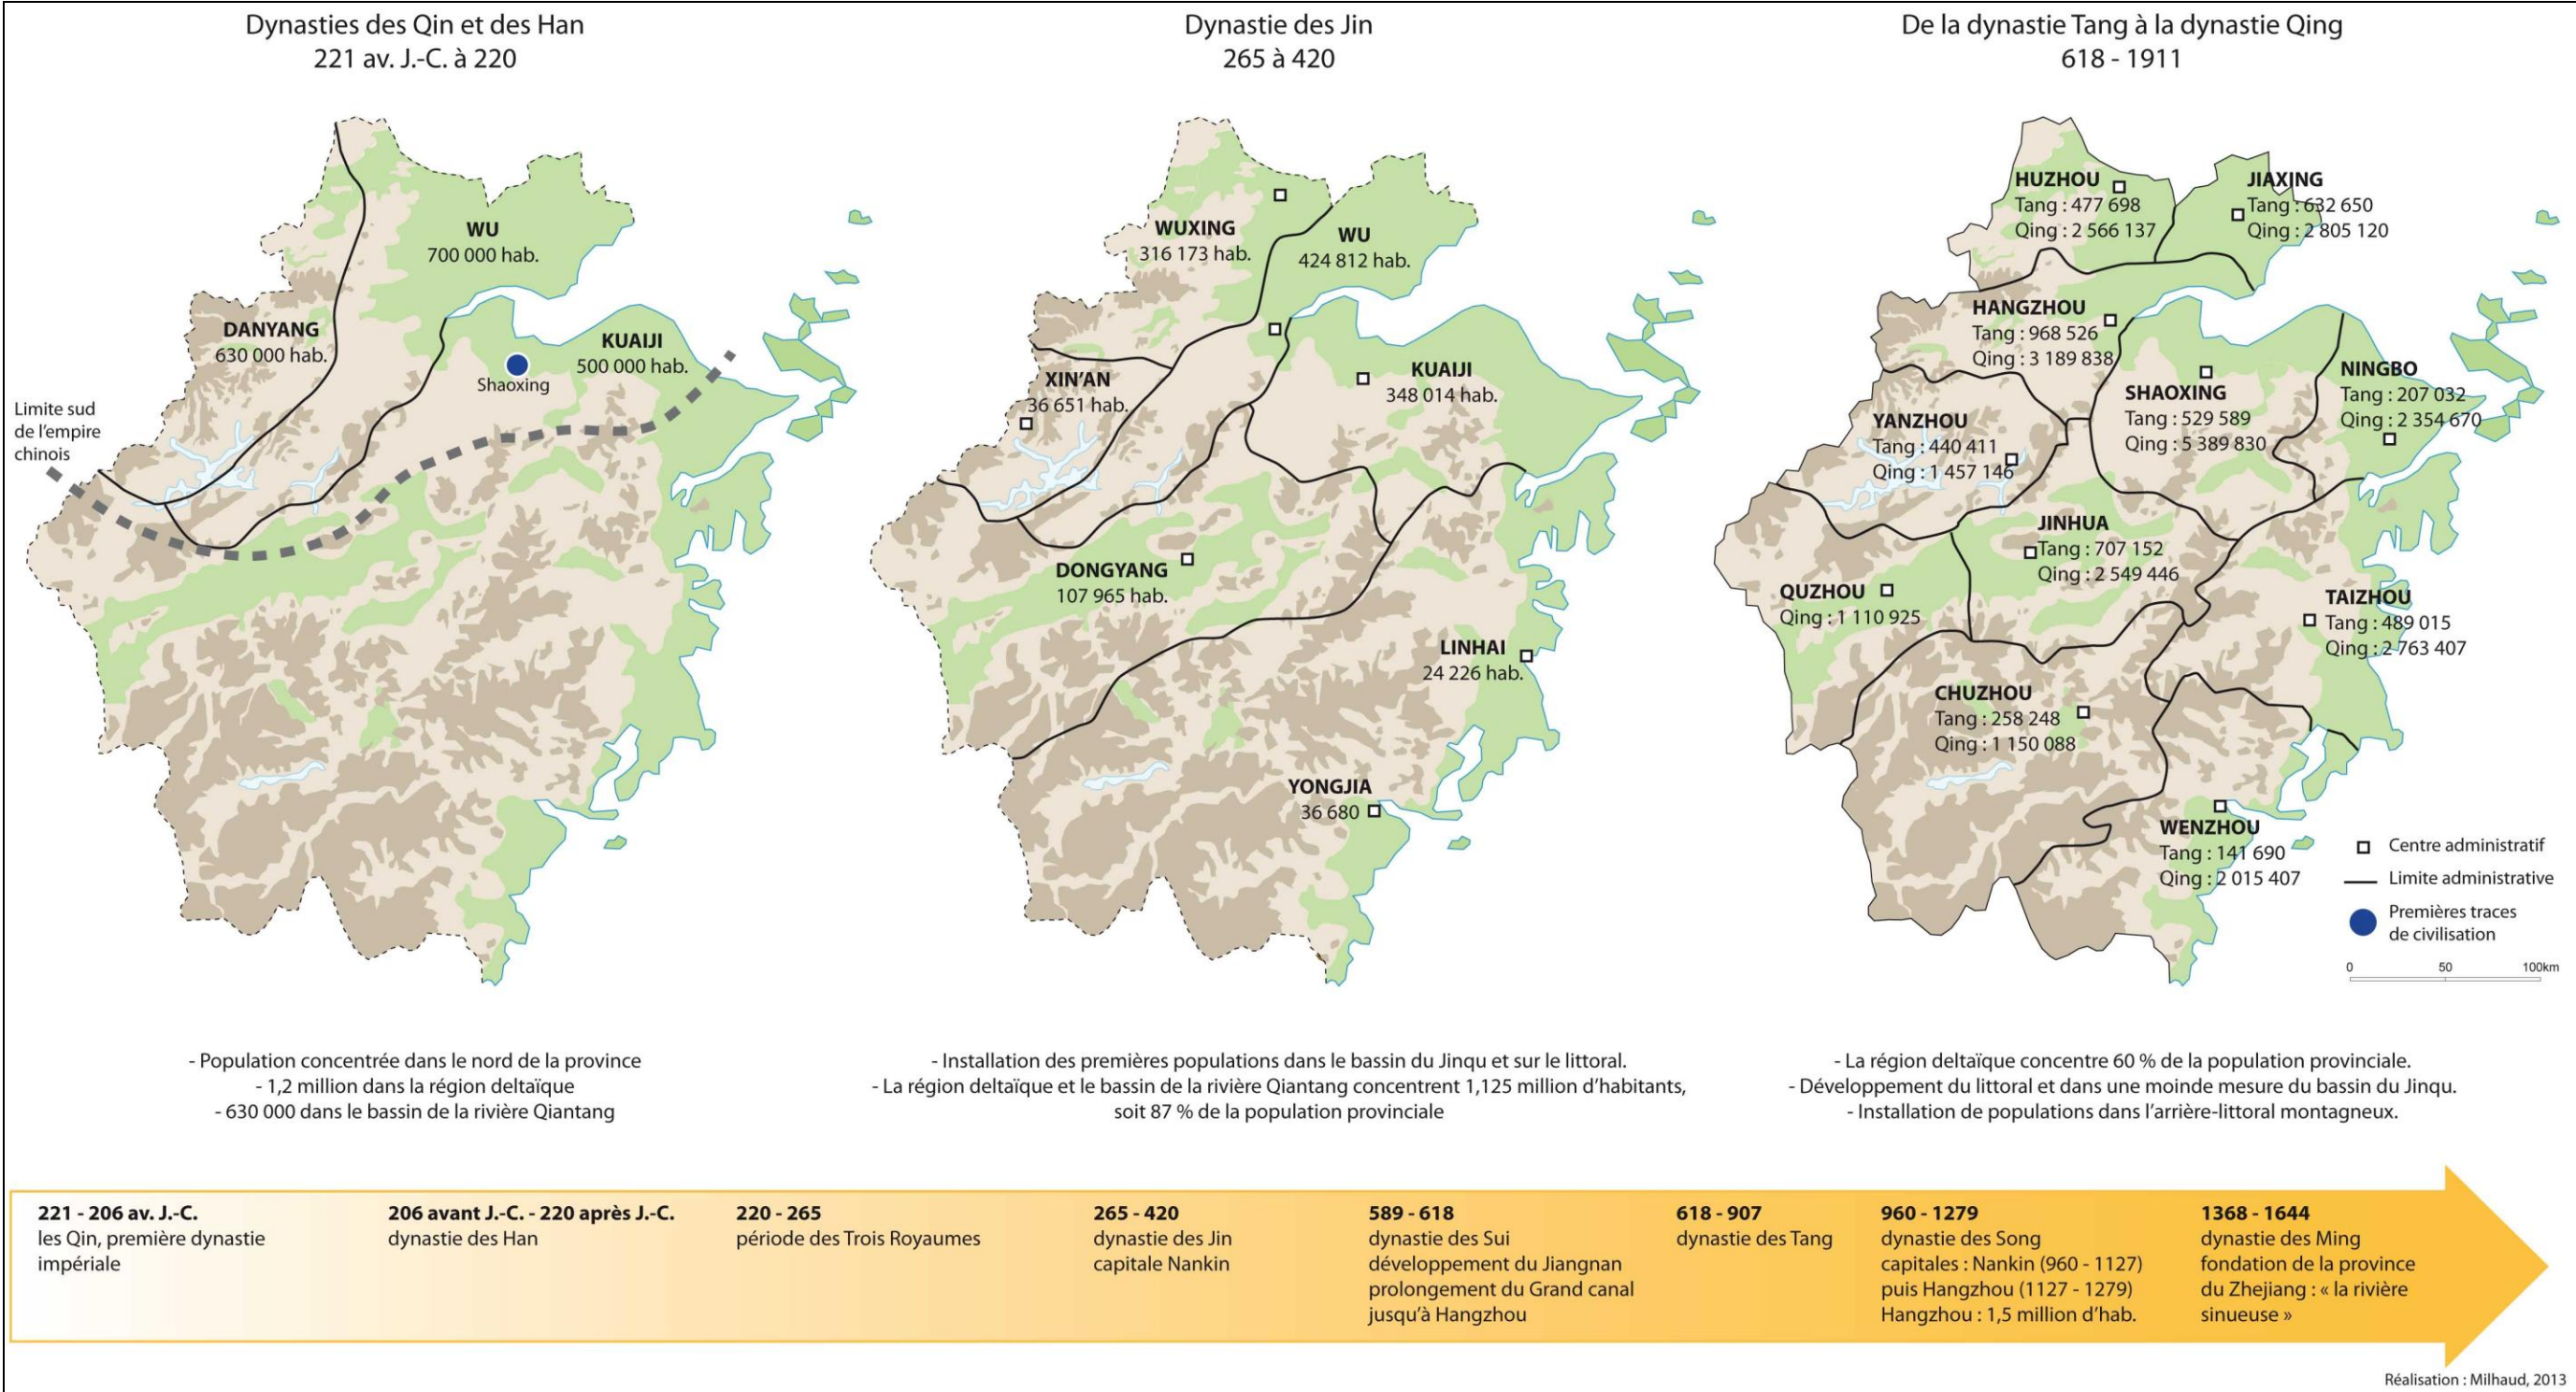 Dynasties des Qin et des Han
221 av. J.-C. à 220
DANYANG
630 000 hab.
WU
700 000 hab.
KUAIJI
500 000 hab.
Shaoxing
Limite sud
de l'empire
chinois
- Population concentrée dans le nord de la province
- 1,2 million dans la région deltaïque
- 630 000 dans le bassin de la rivière Qiantang
Dynastie des Jin
265 à 420
WUXING
316 173 hab.
WU
424 812 hab.
XIN'AN
36 651 hab.
KUAIJI
348 014 hab.
DONGYANG
107 965 hab.
LINHAI
24 226 hab.
YONGJIA
36 680
- Installation des premières populations dans le bassin du Jinqu et sur le littoral.
- La région deltaïque et le bassin de la rivière Qiantang concentrent 1,125 million d'habitants,
soit 87 % de la population provinciale
De la dynastie Tang à la dynastie Qing
618 - 1911
HUZHOU
Tang : 477 698
Qing : 2 566 137
JIAXING
Tang : 632 650
Qing : 2 805 120
HANGZHOU
Tang : 968 526
Qing : 3 189 838
NINGBO
Tang : 207 032
Qing : 2 354 670
SHAOXING
Tang : 529 589
Qing : 5 389 830
YANZHOU
Tang : 440 411
Qing : 1 457 146
JINHUA
Tang : 707 152
Qing : 2 549 446
QUZHOU
Qing : 1 110 925
TAIZHOU
Tang : 489 015
Qing : 2 763 407
CHUZHOU
Tang : 258 248
Qing : 1 150 088
WENZHOU
Tang : 141 690
Qing : 2 015 407
Centre administratif
Limite administrative
Premières traces
de civilisation
0 50 100km
- La région deltaïque concentre 60 % de la population provinciale.
- Développement du littoral et dans une moinde mesure du bassin du Jinqu.
- Installation de populations dans l'arrière-littoral montagneux.
221 - 206 av. J.-C.
les Qin, première dynastie
impériale
206 avant J.-C. - 220 après J.-C.
dynastie des Han
220 - 265
période des Trois Royaumes
265 - 420
dynastie des Jin
capitale Nankin
589 - 618
dynastie des Sui
développement du Jiangnan
prolongement du Grand canal
jusqu'à Hangzhou
618 - 907
dynastie des Tang
960 - 1279
dynastie des Song
capitales : Nankin (960 - 1127)
puis Hangzhou (1127 - 1279)
Hangzhou : 1,5 million d'hab.
1368 - 1644
dynastie des Ming
fondation de la province
du Zhejiang : « la rivière
sinueuse »
Réalisation : Milhaud, 2013